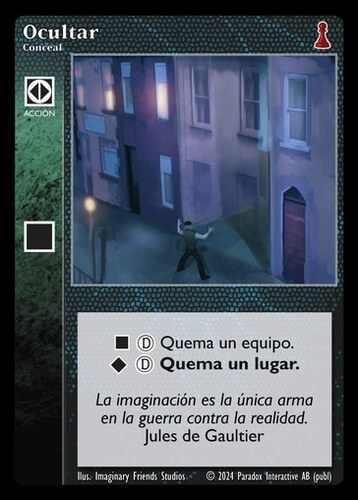 Ocultar
Conceal
ACCIÓN
Ⓓ Quema un equipo.
Ⓓ Quema un lugar.
La imaginación es la única arma
en la guerra contra la realidad.
Jules de Gaultier
Illus. Imaginary Friends Studios © 2024 Paradox Interactive AB (publ)